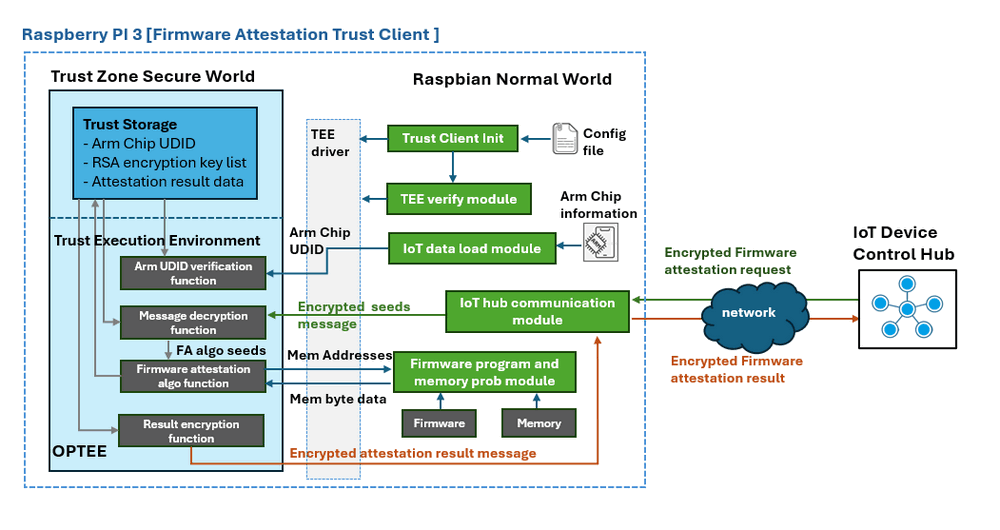 Raspberry PI 3 [Firmware Attestation Trust Client ]
Trust Zone Secure World
Raspbian Normal World
Trust Storage
- Arm Chip UDID
- RSA encryption key list
- Attestation result data
TEE
driver
Trust Client Init
Config
file
TEE verify module
Arm Chip
information
Trust Execution Environment
Arm Chip
UDID
IoT data load module
Arm UDID verification
function
Encrypted Firmware
attestation request
IoT Device
Control Hub
Encrypted seeds
message
IoT hub communication
module
network
Message decryption
function
FA algo seeds
Mem Addresses
Firmware attestation
algo function
Firmware program and
memory prob module
Encrypted Firmware
attestation result
Mem byte data
Firmware
Memory
Result encryption
function
OPTEE
Encrypted attestation result message